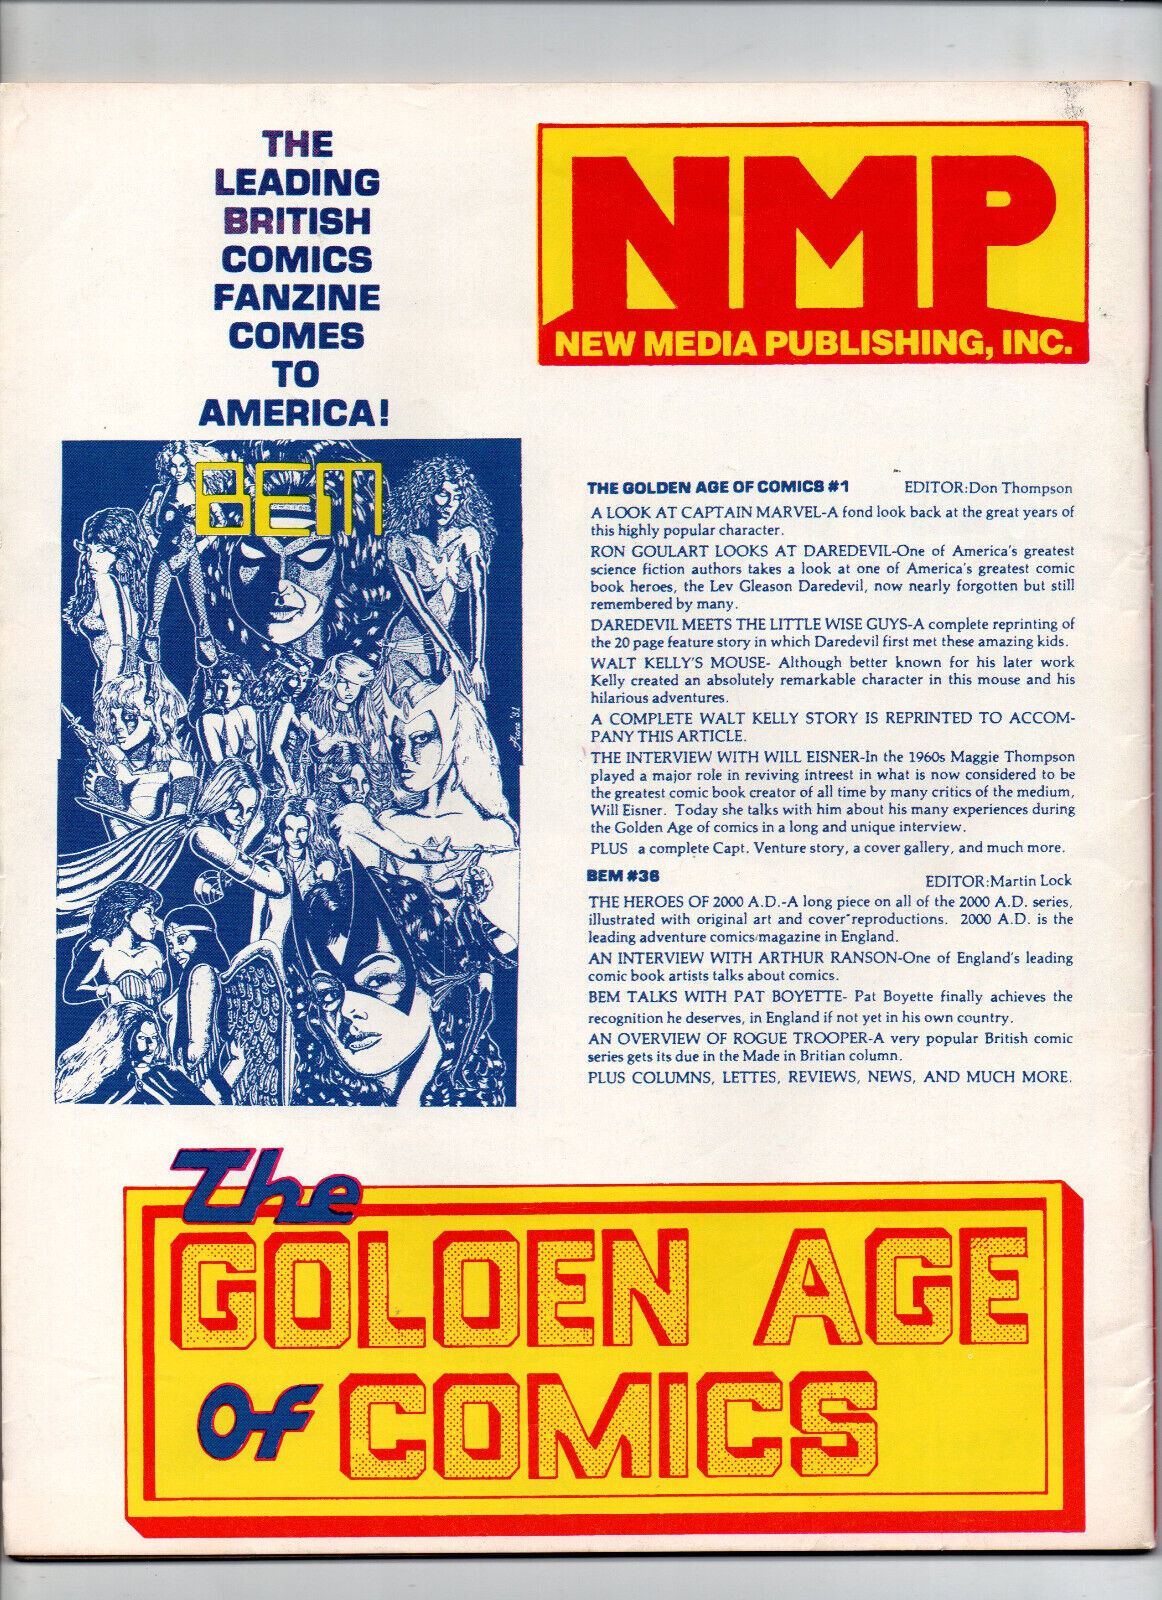 THE
LEADING
BRITISH
COMICS
FANZINE
COMES
TO
AMERICA!
BEM
NMP
NEW MEDIA PUBLISHING, INC.
THE GOLDEN AGE OF COMICS #1 EDITOR:Don Thompson
A LOOK AT CAPTAIN MARVEL-A fond look back at the great years of
this highly popular character.
RON GOULART LOOKS AT DAREDEVIL-One of America's greatest
science fiction authors takes a look at one of America's greatest comic
book heroes, the Lev Gleason Daredevil, now nearly forgotten but still
remembered by many.
DAREDEVIL MEETS THE LITTLE WISE GUYS-A complete reprinting of
the 20 page feature story in which Daredevil first met these amazing kids.
WALT KELLY'S MOUSE- Although better known for his later work
Kelly created an absolutely remarkable character in this mouse and his
hilarious adventures.
A COMPLETE WALT KELLY STORY IS REPRINTED TO ACCOM-
PANY THIS ARTICLE.
THE INTERVIEW WITH WILL EISNER-In the 1960s Maggie Thompson
played a major role in reviving intreest in what is now considered to be
the greatest comic book creator of all time by many critics of the medium,
Will Eisner. Today she talks with him about his many experiences during
the Golden Age of comics in a long and unique interview.
PLUS a complete Capt. Venture story, a cover gallery, and much more.
BEM #36 EDITOR:Martin Lock
THE HEROES OF 2000 A.D.-A long piece on all of the 2000 A.D. series,
illustrated with original art and cover reproductions. 2000 A.D. is the
leading adventure comics magazine in England.
AN INTERVIEW WITH ARTHUR RANSON-One of England's leading
comic book artists talks about comics.
BEM TALKS WITH PAT BOYETTE- Pat Boyette finally achieves the
recognition he deserves, in England if not yet in his own country.
AN OVERVIEW OF ROGUE TROOPER-A very popular British comic
series gets its due in the Made in Britian column.
PLUS COLUMNS, LETTES, REVIEWS, NEWS, AND MUCH MORE.
The
GOLDEN AGE
of COMICS